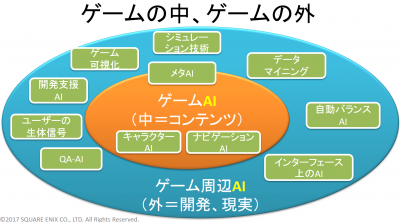 ゲームの中、ゲームの外
シミュレー
ション技術
ゲーム
可視化
データ
マイニング
メタAI
開発支援
AI
ゲームAI
(中=コンテンツ)
自動バランス
AI
ユーザーの
生体信号
キャラクター
AI
ナビゲーション
AI
QA-AI
インターフェース
上のAI
ゲーム周辺AI
(外=開発、現実)
©2017 SQUARE ENIX CO., LTD. All Rights Reserved.